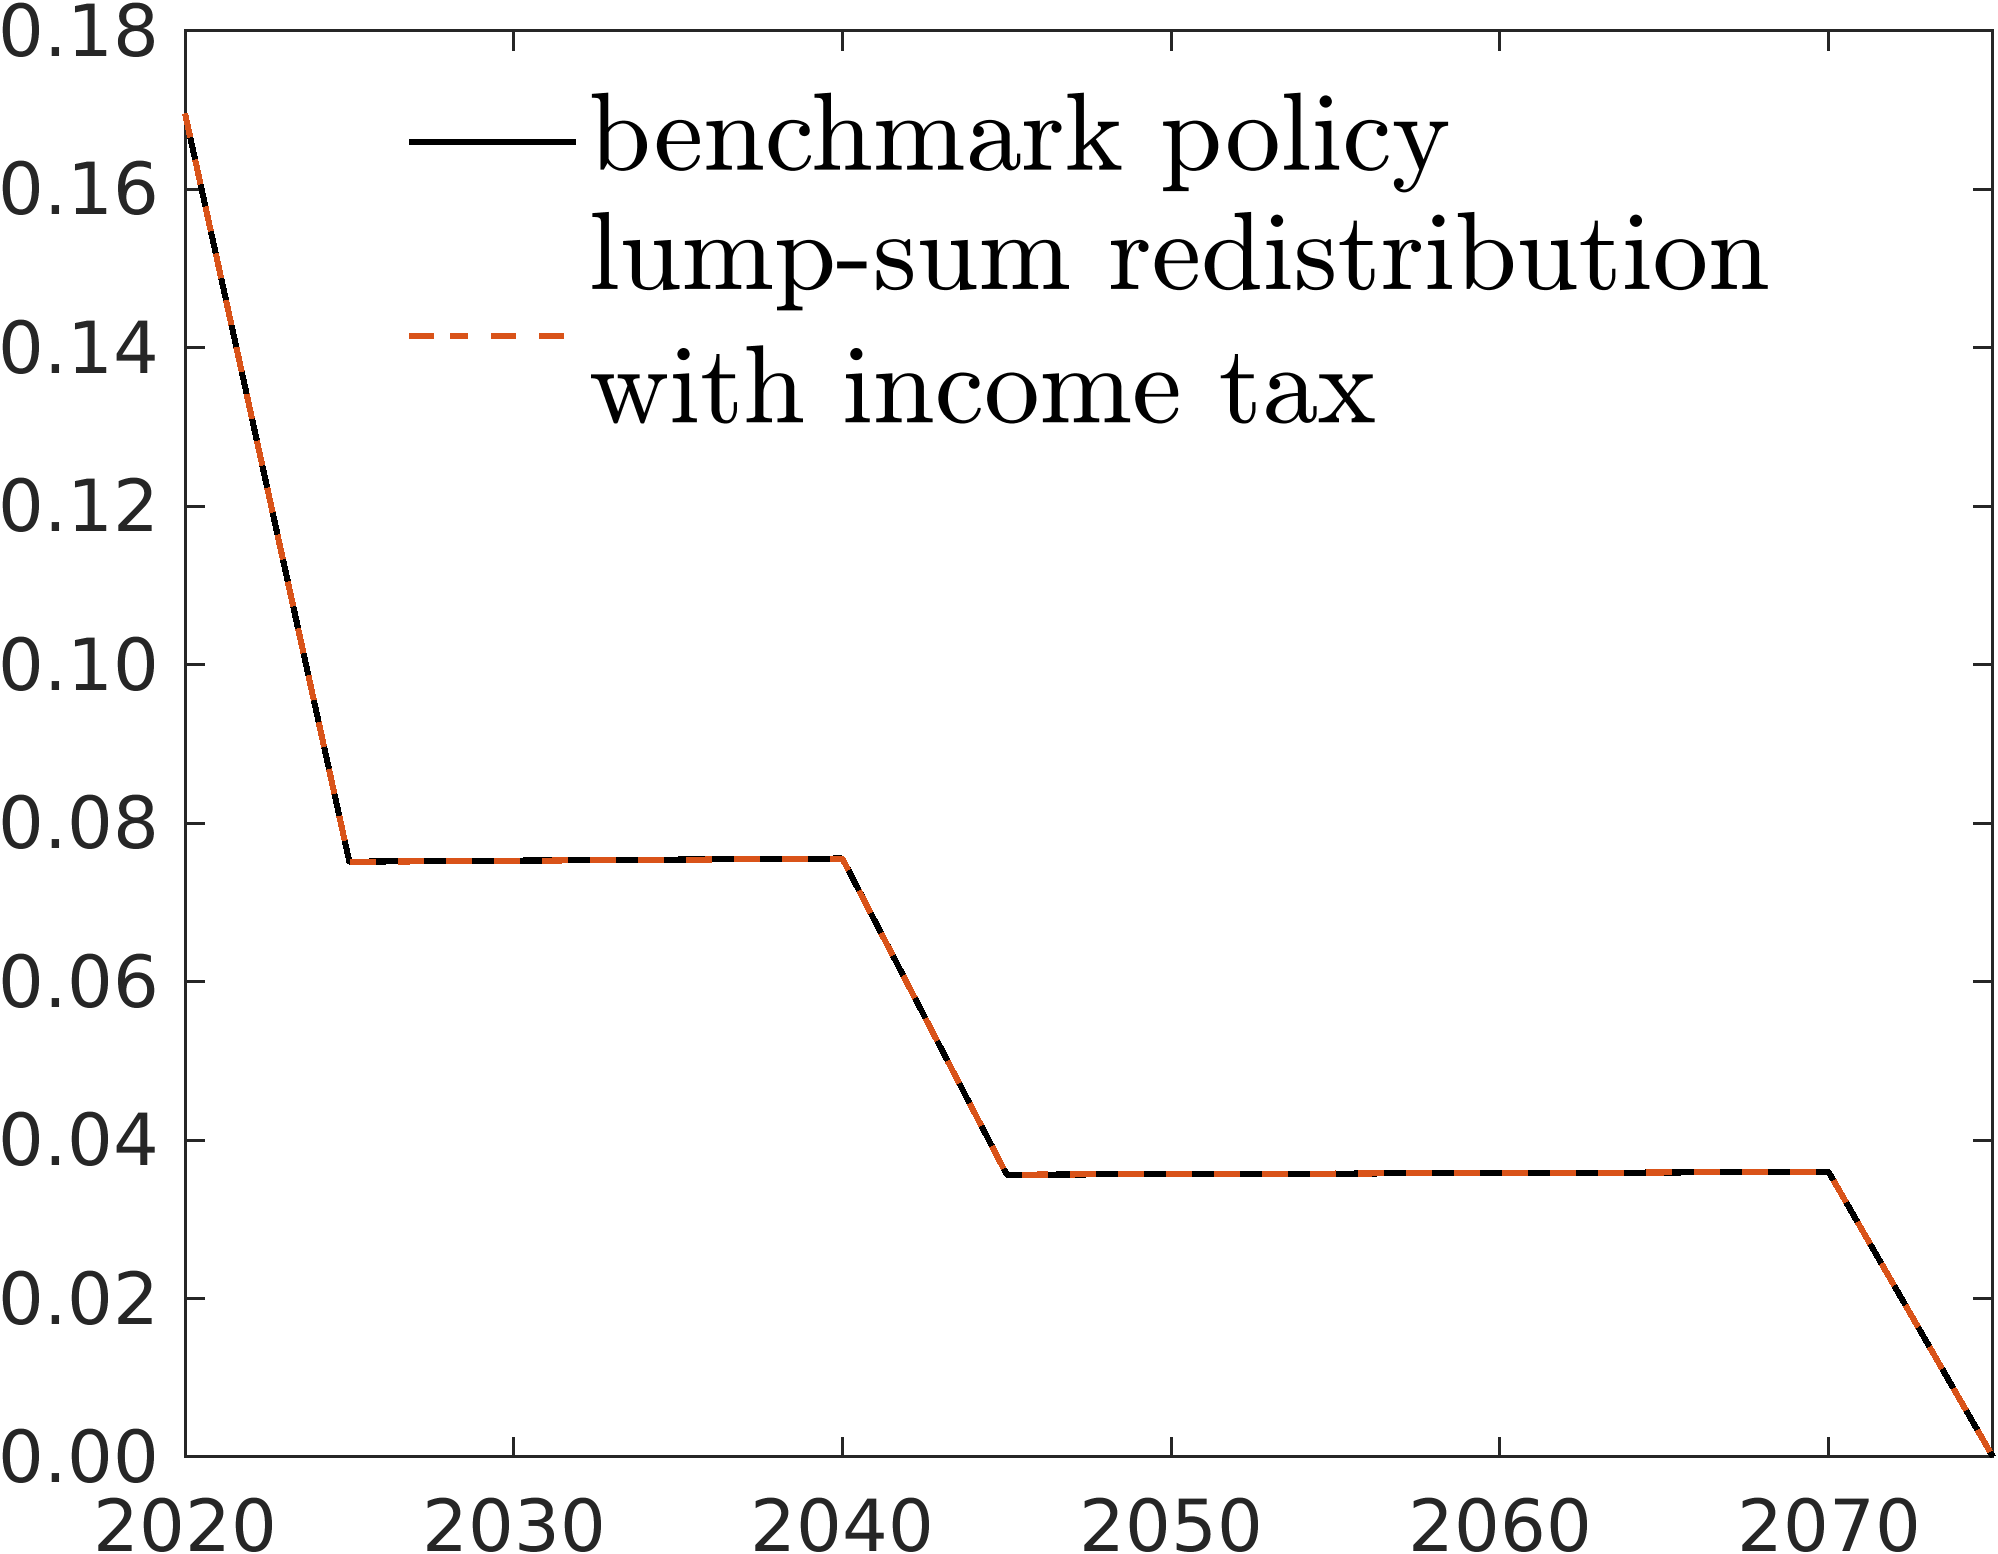 0.18
benchmark policy
0.16
lump-sum redistribution
0.14
with income tax
0.12
0.10
0.08
0.06
0.04
0.02
0.00
2020 2030 2040 2050 2060 2070